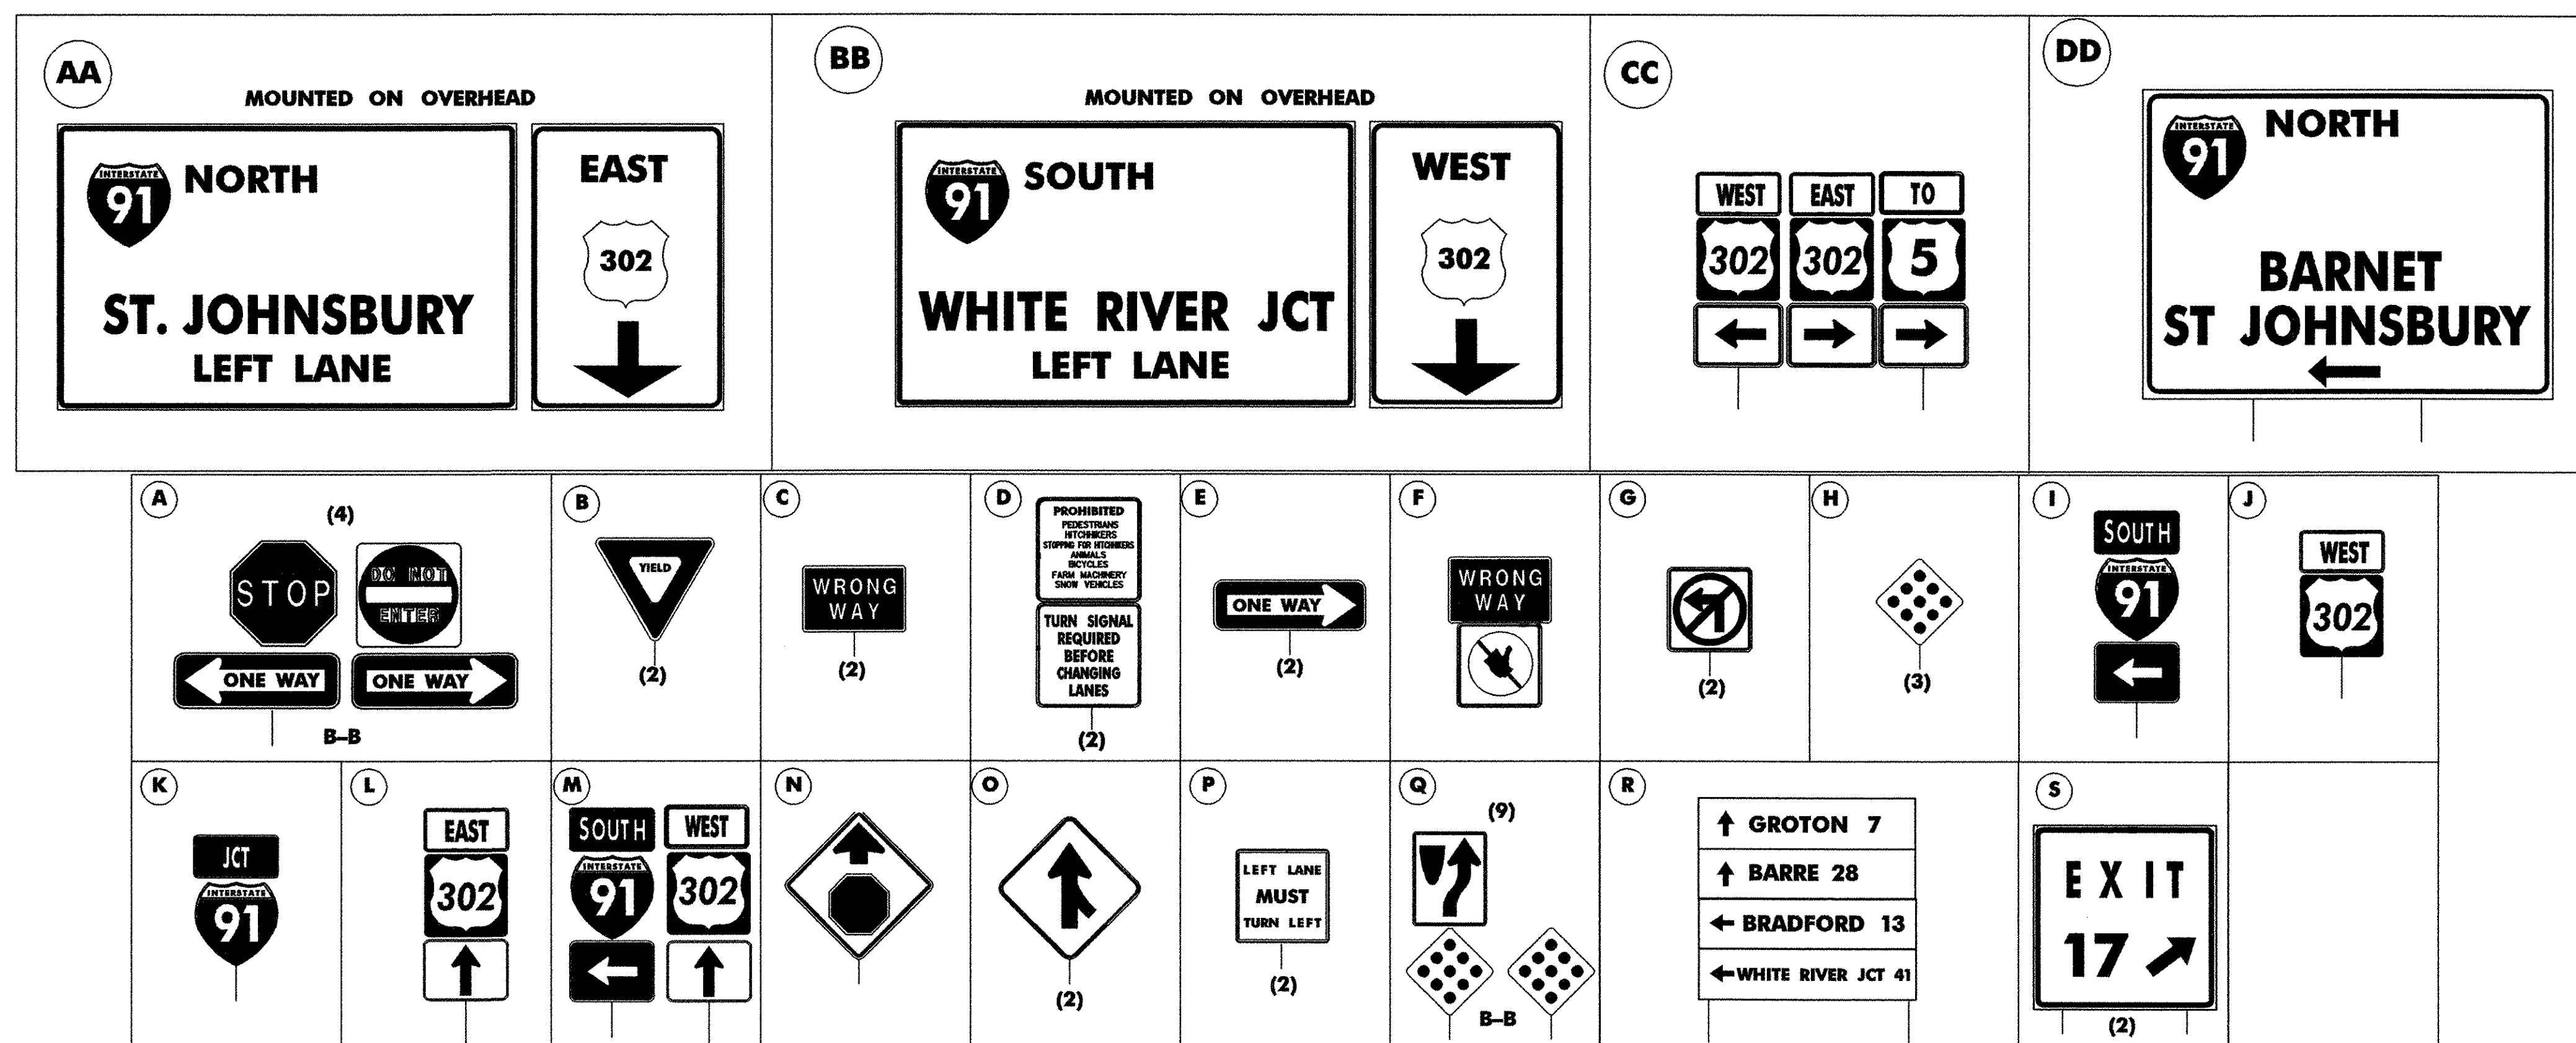 AA
MOUNTED ON OVERHEAD
INTERSTATE
91
NORTH
ST. JOHNSBURY
LEFT LANE
EAST
302
BB
MOUNTED ON OVERHEAD
INTERSTATE
91
SOUTH
WHITE RIVER JCT
LEFT LANE
WEST
302
CC
WEST
302
EAST
302
TO
5
DD
INTERSTATE
91
NORTH
BARNET
ST JOHNSBURY
A
(4)
STOP
DO NOT
ENTER
ONE WAY
ONE WAY
B-B
B
YIELD
(2)
C
WRONG
WAY
(2)
D
PROHIBITED
PEDESTRIANS
HITCHHIKERS
STOPPING FOR HITCHHIKERS
ANIMALS
BICYCLES
FARM MACHINERY
SNOW VEHICLES
TURN SIGNAL
REQUIRED
BEFORE
CHANGING
LANES
(2)
E
ONE WAY
(2)
F
WRONG
WAY
G
(2)
H
(3)
I
SOUTH
INTERSTATE
91
J
WEST
302
K
JCT
INTERSTATE
91
L
EAST
302
M
SOUTH
INTERSTATE
91
WEST
302
N
O
(2)
P
LEFT LANE
MUST
TURN LEFT
(2)
Q
(9)
B-B
R
GROTON 7
BARRE 28
BRADFORD 13
WHITE RIVER JCT 41
S
EXIT
17
(2)